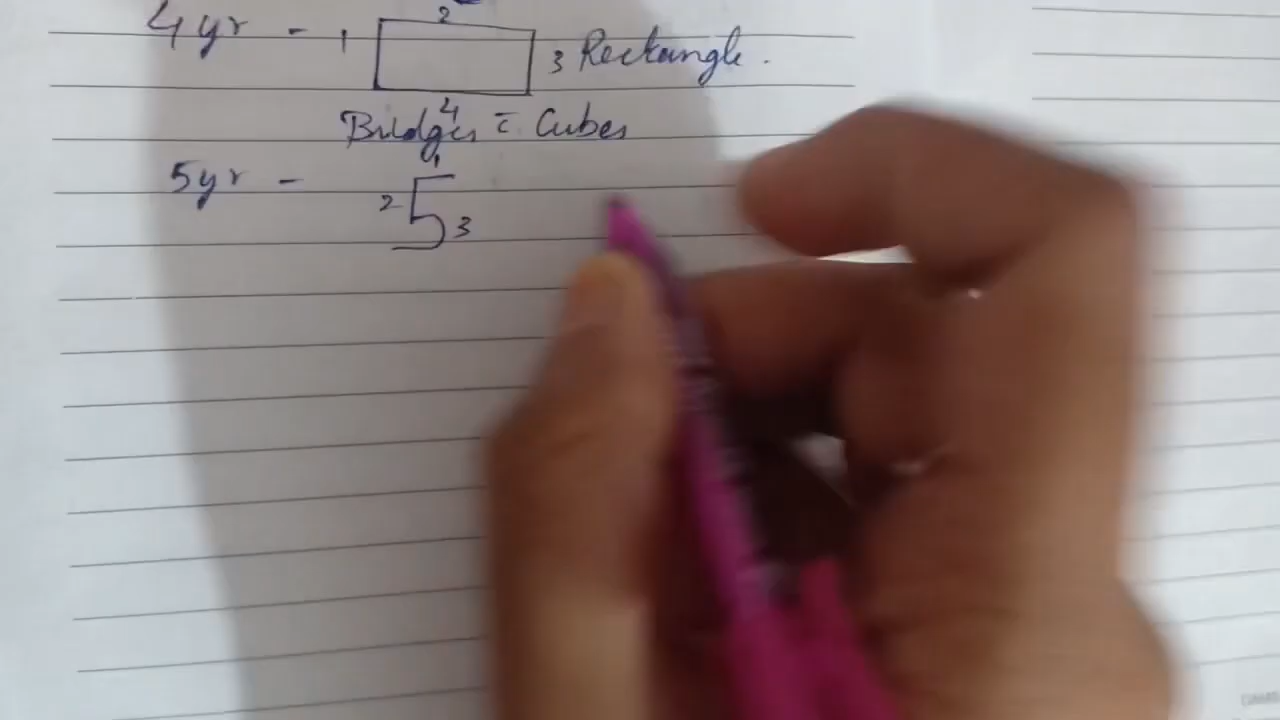 2
4yr - 1 3 Rectangle.
4
Bridges = Cubes
1
5yr - 2 5 3